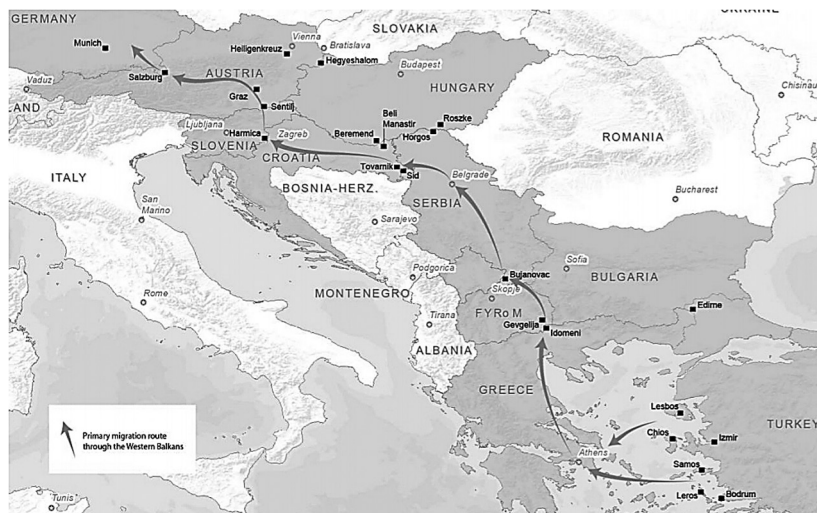 UKRAINE
SLOVAKIA
GERMANY
Munich
Heiligenkreuz
Vienna
Bratislava
Hegyeshalom
Salzburg
Budapest
Vaduz
AUSTRIA
HUNGARY
Chisinau
LAND
Graz
Sentilj
Beli
Manastir
Roszke
Ljubljana
Harmica
Zagreb
Beremend
Horgos
ROMANIA
SLOVENIA
CROATIA
Tovarnik
Sid
ITALY
BOSNIA-HERZ.
Belgrade
SERBIA
Bucharest
San
Marino
Sarajevo
Podgorica
Bujanovac
Sofia
BULGARIA
MONTENEGRO
Skopje
Rome
FYRoM
Edirne
Tirana
Gevgelija
Idomeni
ALBANIA
GREECE
Lesbos
TURKEY
Primary migration route
through the Western Balkans
Chios
Izmir
Athens
Samos
Leros
Bodrum
Tunis